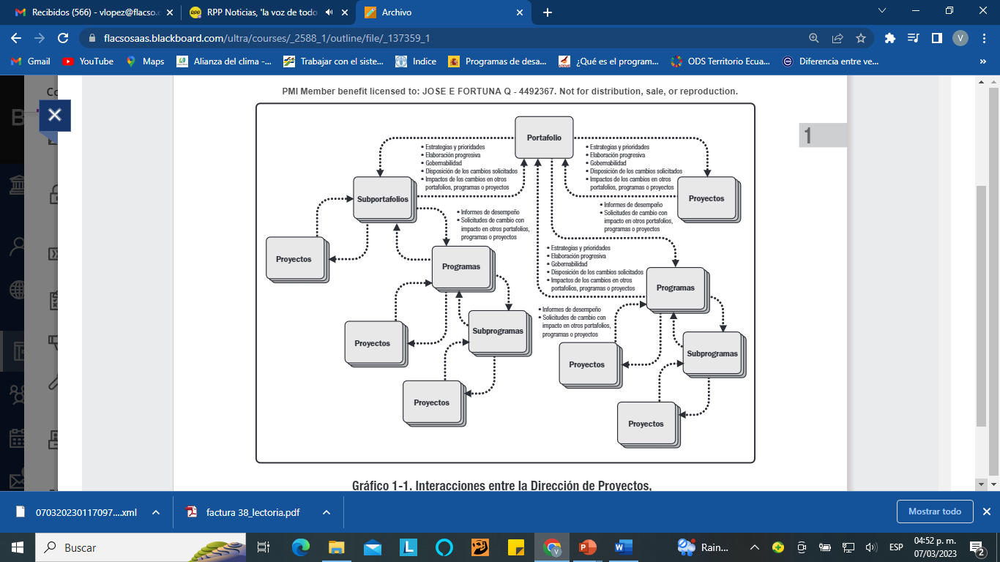 Recibidos (566) - vlopez@flacso.e
RPP Noticias, 'la voz de todo
Archivo
flacsosaas.blackboard.com/ultra/courses/_2588_1/outline/file/_137359_1
V
Gmail
YouTube
Maps
Alianza del clima -...
Trabajar con el siste...
Indice
Programas de desa...
¿Qué es el program...
ODS Territorio Ecua...
Diferencia entre ve...
»
PMI Member benefit licensed to: JOSE E FORTUNA Q - 4492367. Not for distribution, sale, or reproduction.
1
Portafolio
• Estrategias y prioridades
• Elaboración progresiva
• Gobernabilidad
• Disposición de los cambios solicitados
• Impactos de los cambios en otros
portafolios, programas o proyectos
• Estrategias y prioridades
• Elaboración progresiva
• Gobernabilidad
• Disposición de los cambios solicitados
• Impactos de los cambios en otros
portafolios, programas o proyectos
Subportafolios
Proyectos
• Informes de desempeño
• Solicitudes de cambio con
impacto en otros portafolios,
programas o proyectos
• Informes de desempeño
• Solicitudes de cambio con
impacto en otros portafolios,
programas o proyectos
Proyectos
Programas
• Estrategias y prioridades
• Elaboración progresiva
• Gobernabilidad
• Disposición de los cambios solicitados
• Impactos de los cambios en otros
portafolios, programas o proyectos
Programas
• Informes de desempeño
• Solicitudes de cambio con
impacto en otros portafolios,
programas o proyectos
Proyectos
Subprogramas
Proyectos
Subprogramas
Proyectos
Proyectos
Gráfico 1-1. Interacciones entre la Dirección de Proyectos,
070320230117097....xml
factura 38_lectoria.pdf
Mostrar todo
Buscar
Rain...
ESP
04:52 p. m.
07/03/2023
2